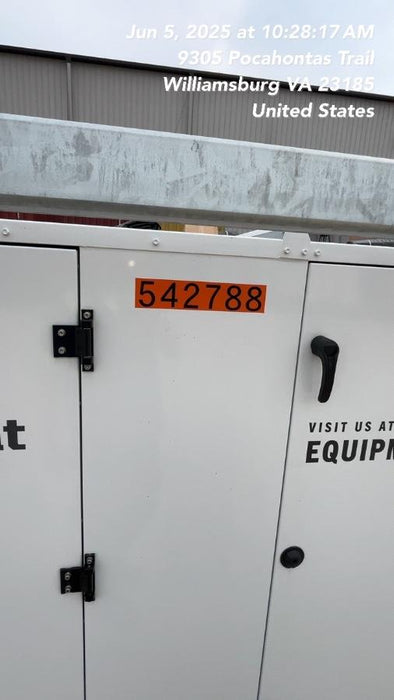 Jun 5, 2025 at 10:28:17 AM
9305 Pocahontas Trail
Williamsburg VA 23185
United States
542788
t
VISIT US AT
EQUIPM